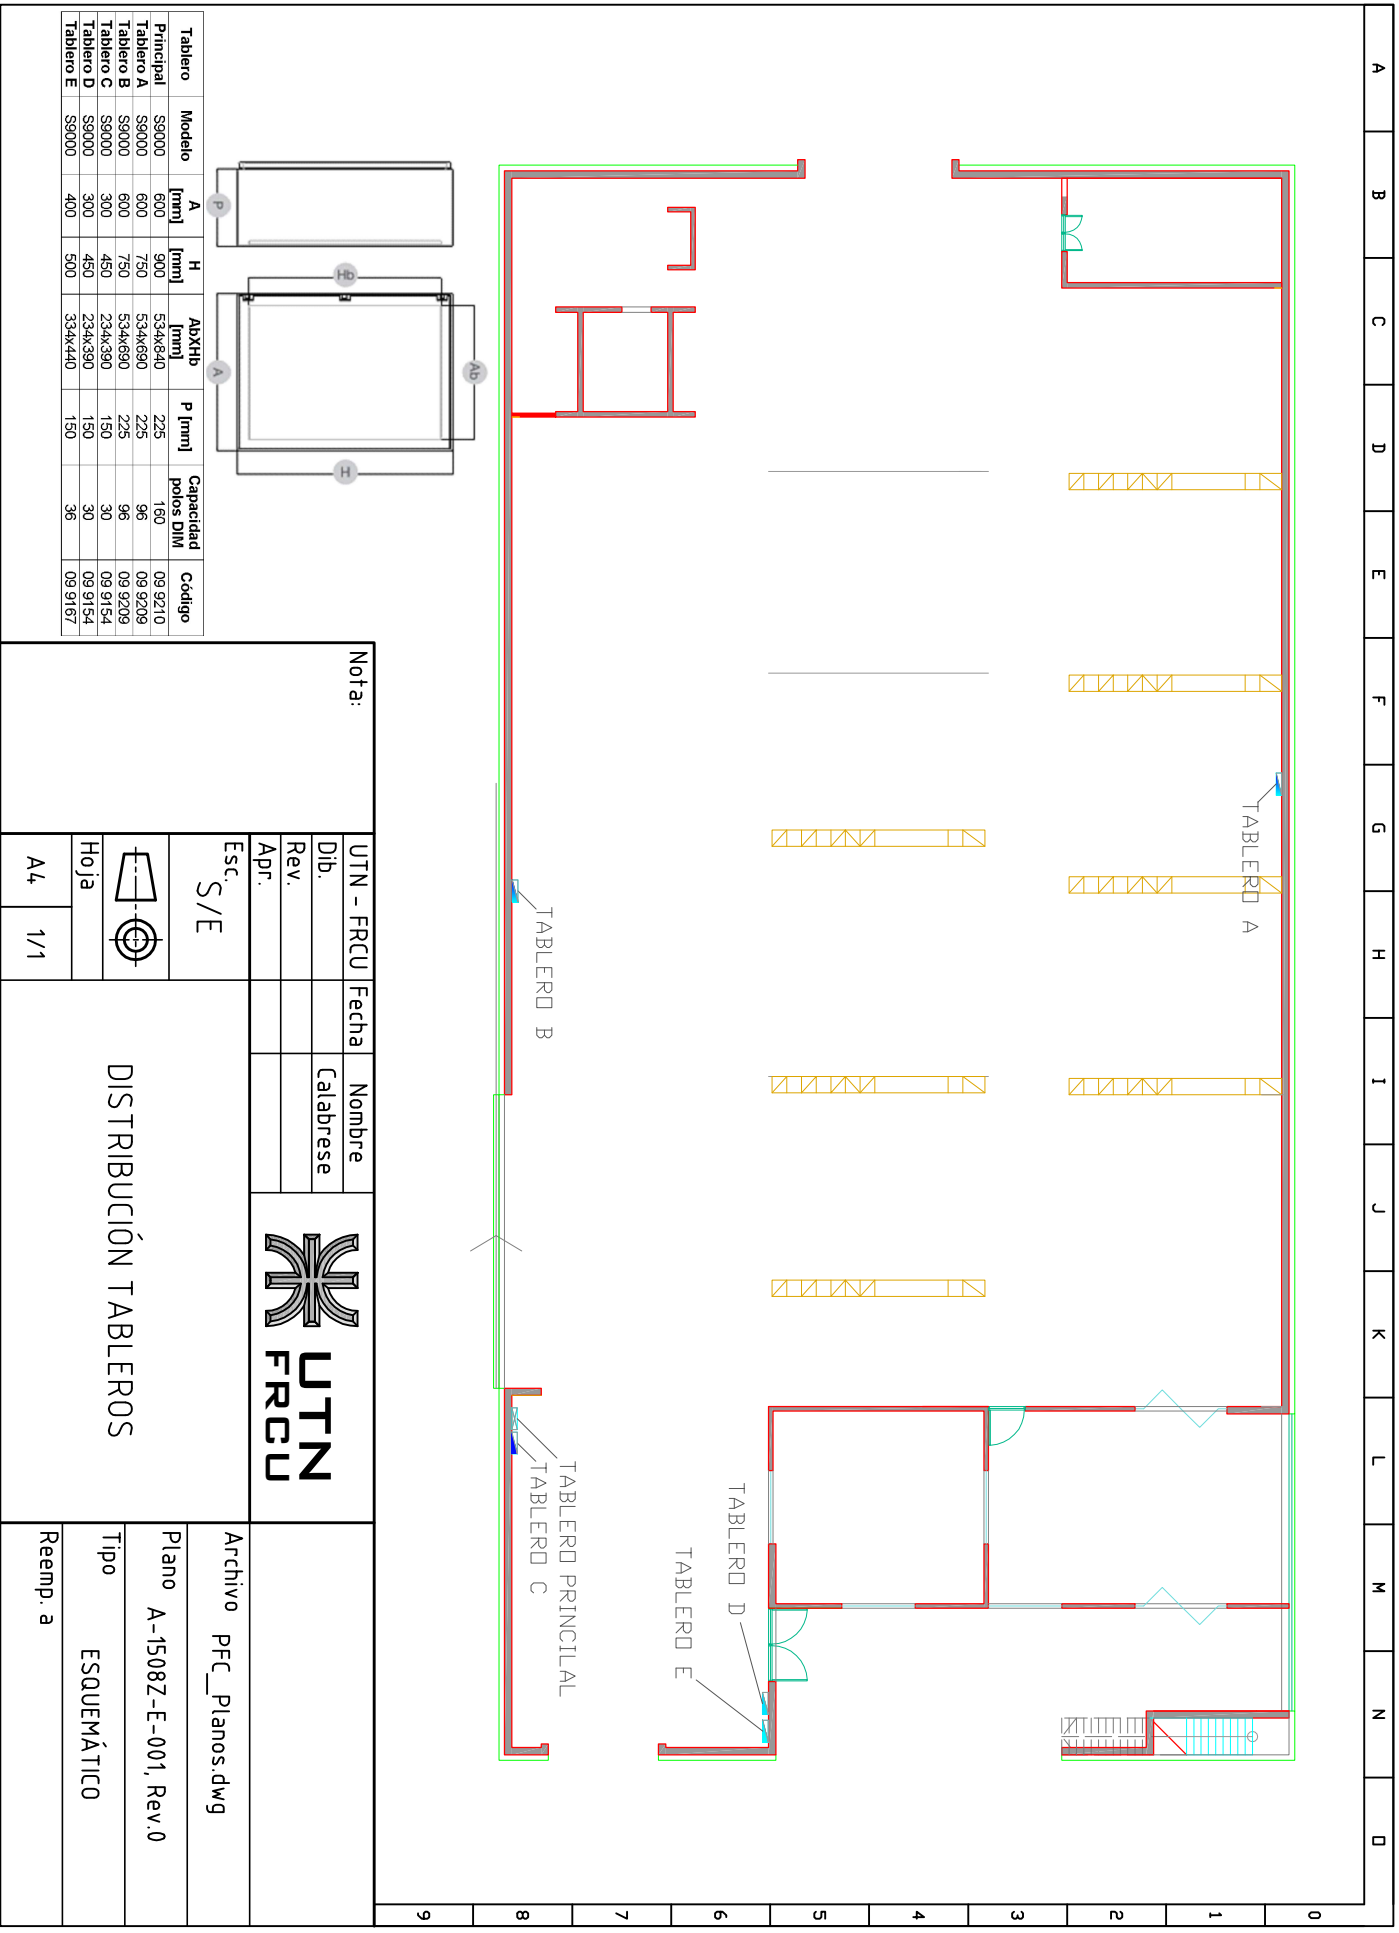 A
B
C
D
E
F
G
H
I
J
K
L
M
N
O
0
1
2
3
4
5
6
7
8
9
TABLERO A
TABLERO B
TABLERO PRINCILAL
TABLERO C
TABLERO D
TABLERO E
P
Hb
Ab
A
H
Tablero Modelo A [mm] H [mm] AbXHb [mm] P [mm] Capacidad polos DIM Código
Principal S9000 600 900 534x840 225 160 09 9210
Tablero A S9000 600 750 534x690 225 96 09 9209
Tablero B S9000 600 750 534x690 225 96 09 9209
Tablero C S9000 300 450 234x390 150 30 09 9154
Tablero D S9000 300 450 234x390 150 30 09 9154
Tablero E S9000 400 500 334x440 150 36 09 9167
Nota:
UTN - FRCU Fecha Nombre
Dib. Calabrese
Rev.
Apr.
Esc. S/E
Hoja
A4 1/1
UTN
FRCU
DISTRIBUCIÓN TABLEROS
Archivo PFC_Planos.dwg
Plano A-1508Z-E-001, Rev.0
Tipo ESQUEMÁTICO
Reemp. a